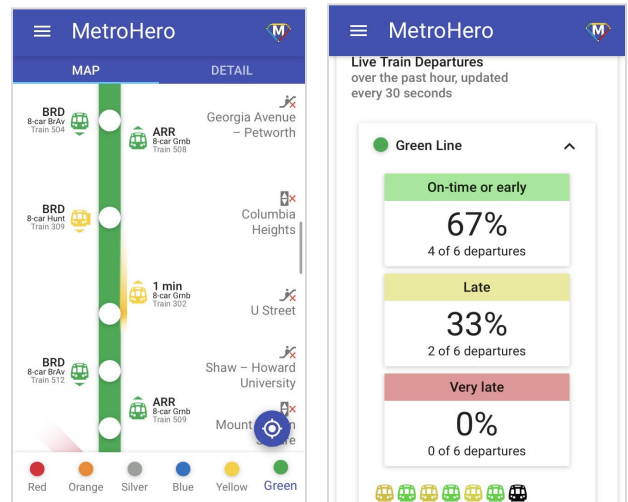 MetroHero
M
MAP
DETAIL
BRD
8-car BrAv
Train 504
ARR
8-car Grnb
Train 508
Georgia Avenue
– Petworth
BRD
8-car Hunt
Train 309
Columbia
Heights
1 min
8-car Grnb
Train 302
U Street
BRD
8-car BrAv
Train 512
Shaw – Howard
University
ARR
8-car Grnb
Train 509
Mount
Red
Orange
Silver
Blue
Yellow
Green
MetroHero
M
Live Train Departures
over the past hour, updated
every 30 seconds
Green Line
On-time or early
67%
4 of 6 departures
Late
33%
2 of 6 departures
Very late
0%
0 of 6 departures